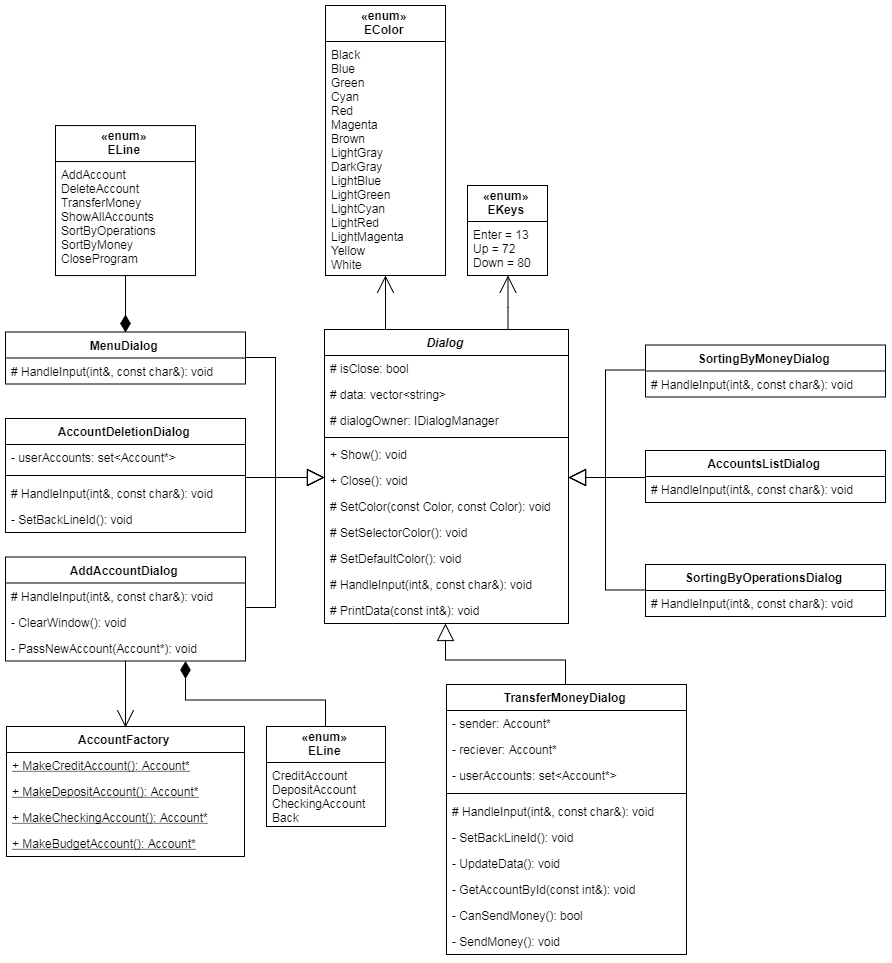 «enum»
EColor
Black
Blue
Green
Cyan
Red
Magenta
Brown
LightGray
DarkGray
LightBlue
LightGreen
LightCyan
LightRed
LightMagenta
Yellow
White
«enum»
ELine
AddAccount
DeleteAccount
TransferMoney
ShowAllAccounts
SortByOperations
SortByMoney
CloseProgram
«enum»
EKeys
Enter = 13
Up = 72
Down = 80
MenuDialog
# HandleInput(int&, const char&): void
AccountDeletionDialog
- userAccounts: set<Account*>
# HandleInput(int&, const char&): void
- SetBackLineId(): void
AddAccountDialog
# HandleInput(int&, const char&): void
- ClearWindow(): void
- PassNewAccount(Account*): void
Dialog
# isClose: bool
# data: vector<string>
# dialogOwner: IDialogManager
+ Show(): void
+ Close(): void
# SetColor(const Color, const Color): void
# SetSelectorColor(): void
# SetDefaultColor(): void
# HandleInput(int&, const char&): void
# PrintData(const int&): void
SortingByMoneyDialog
# HandleInput(int&, const char&): void
AccountsListDialog
# HandleInput(int&, const char&): void
SortingByOperationsDialog
# HandleInput(int&, const char&): void
AccountFactory
+ MakeCreditAccount(): Account*
+ MakeDepositAccount(): Account*
+ MakeCheckingAccount(): Account*
+ MakeBudgetAccount(): Account*
«enum»
ELine
CreditAccount
DepositAccount
CheckingAccount
Back
TransferMoneyDialog
- sender: Account*
- reciever: Account*
- userAccounts: set<Account*>
# HandleInput(int&, const char&): void
- SetBackLineId(): void
- UpdateData(): void
- GetAccountById(const int&): void
- CanSendMoney(): bool
- SendMoney(): void